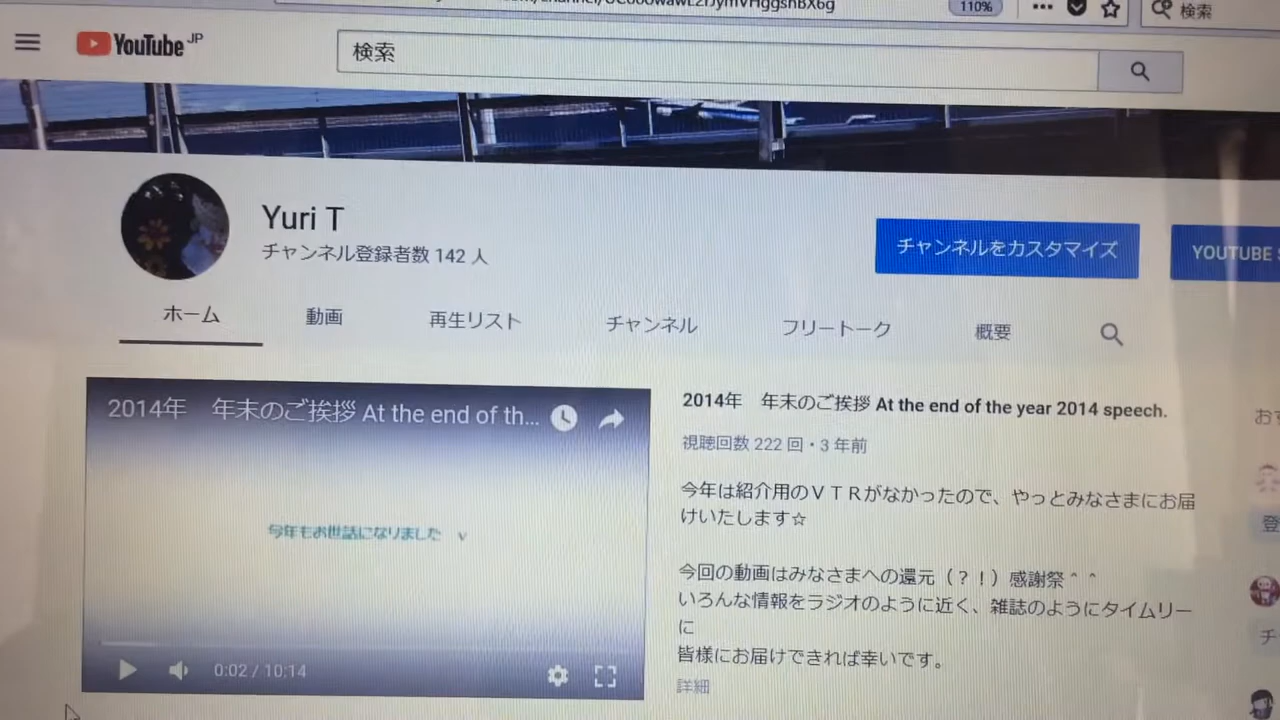 110%
検索
YouTube JP
検索
Yuri T
チャンネル登録者数 142 人
チャンネルをカスタマイズ
YOUTUBE
ホーム
動画
再生リスト
チャンネル
フリートーク
概要
2014年 年末のご挨拶 At the end of th...
今年もお世話になりました v
0:02 / 10:14
2014年 年末のご挨拶 At the end of the year 2014 speech.
視聴回数 222 回・3 年前
今年は紹介用のＶＴＲがなかったので、やっとみなさまにお届
けいたします☆
今回の動画はみなさまへの還元（？！）感謝祭＾＾
いろんな情報をラジオのように近く、雑誌のようにタイムリー
に
皆様にお届けできれば幸いです。
詳細
登
チ